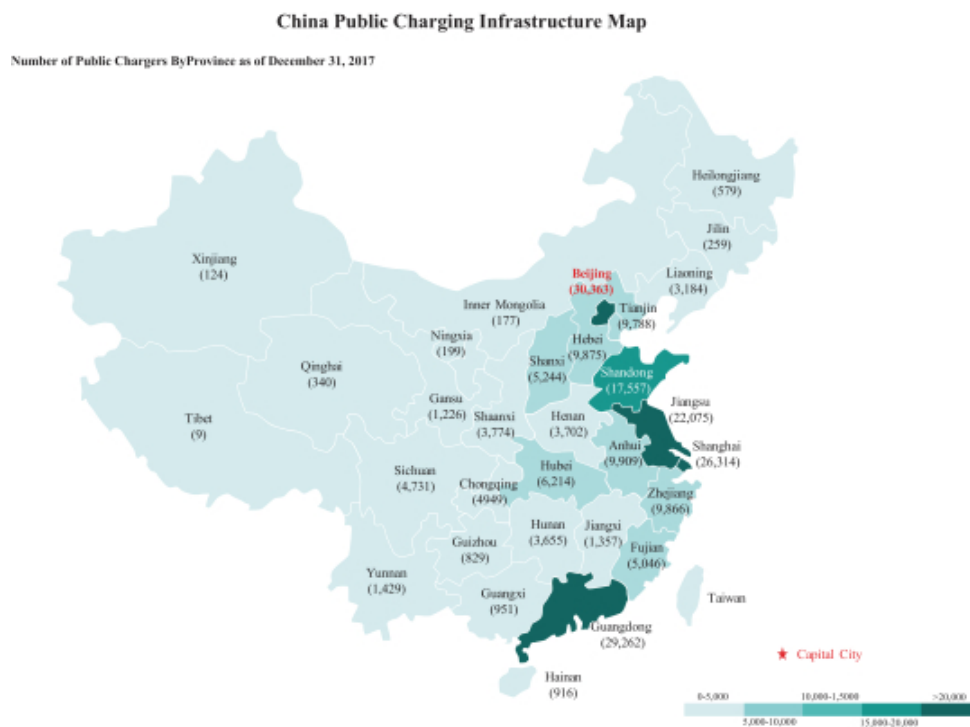 China Public Charging Infrastructure Map
Number of Public Chargers ByProvince as of December 31, 2017
Heilongjiang
(579)
Jilin
(259)
Xinjiang
(124)
Beijing
(30,363)
Liaoning
(3,184)
Inner Mongolia
(177)
Tianjin
(9,788)
Ningxia
(199)
Hebei
(9,875)
Qinghai
(340)
Shanxi
(5,244)
Shandong
(17,557)
Gansu
(1,226)
Jiangsu
(22,075)
Tibet
(9)
Shaanxi
(3,774)
Henan
(3,702)
Anhui
(9,909)
Shanghai
(26,314)
Sichuan
(4,731)
Chongqing
(4949)
Hubei
(6,214)
Zhejiang
(9,866)
Hunan
(3,655)
Jiangxi
(1,357)
Guizhou
(829)
Fujian
(5,046)
Yunnan
(1,429)
Guangxi
(951)
Taiwan
Guangdong
(29,262)
Capital City
Hainan
(916)
0-5,000
10,000-1,5000
>20,000
5,000-10,000
15,000-20,000